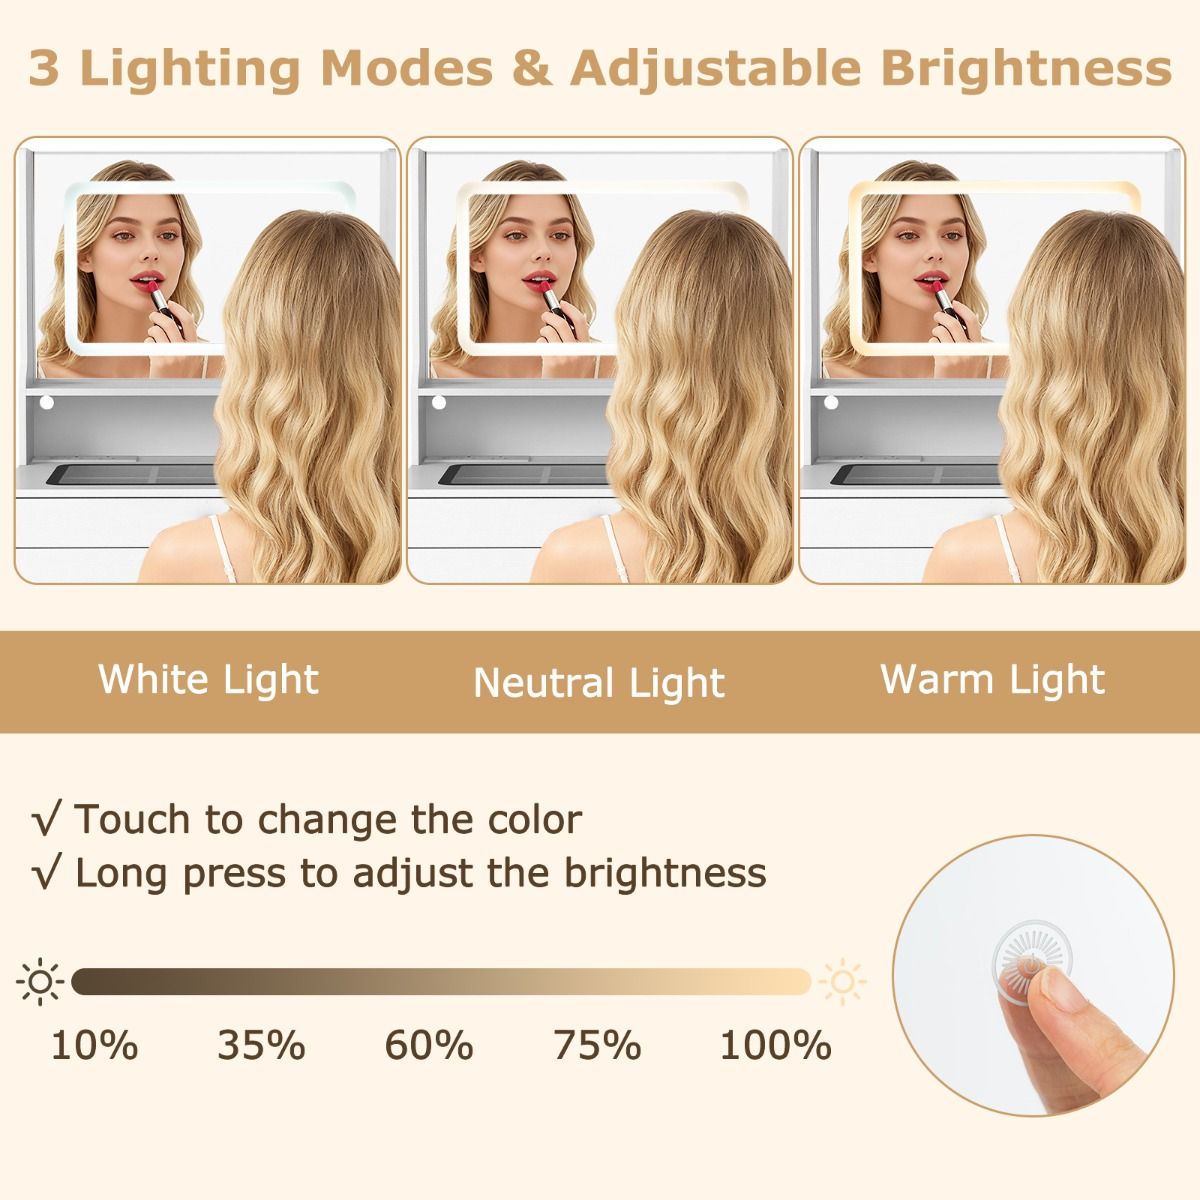 3 Lighting Modes & Adjustable Brightness
White Light
Neutral Light
Warm Light
√ Touch to change the color
√ Long press to adjust the brightness
10% 35% 60% 75% 100%